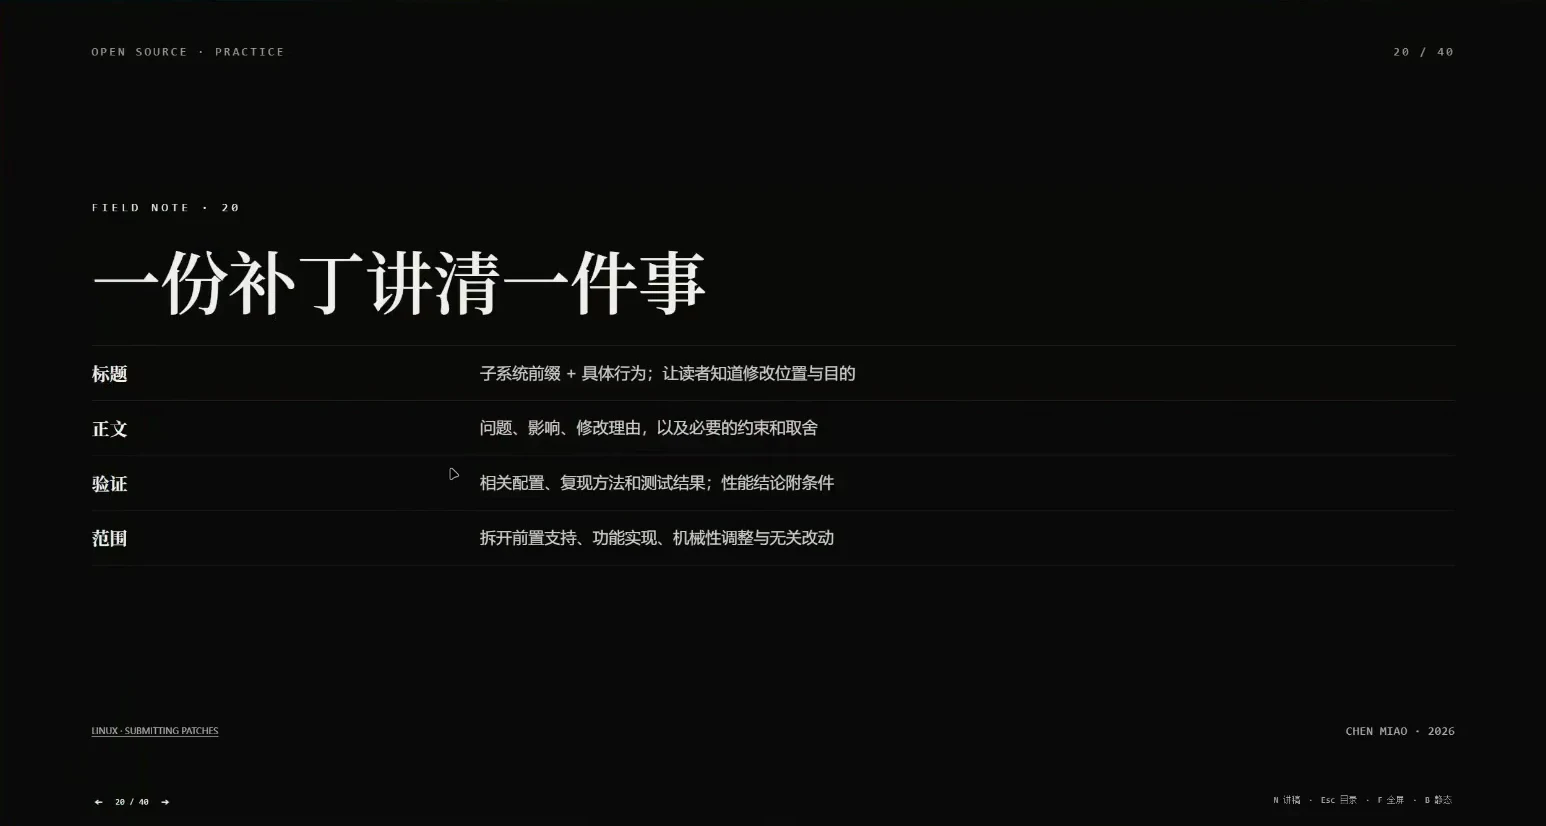 OPEN SOURCE · PRACTICE
20 / 40
FIELD NOTE · 20
一份补丁讲清一件事
标题
子系统前缀 + 具体行为；让读者知道修改位置与目的
正文
问题、影响、修改理由，以及必要的约束和取舍
验证
相关配置、复现方法和测试结果；性能结论附条件
范围
拆开前置支持、功能实现、机械性调整与无关改动
LINUX · SUBMITTING PATCHES
CHEN MIAO · 2026
← 20 / 40 →
N 讲稿 · Esc 目录 · F 全屏 · B 静态